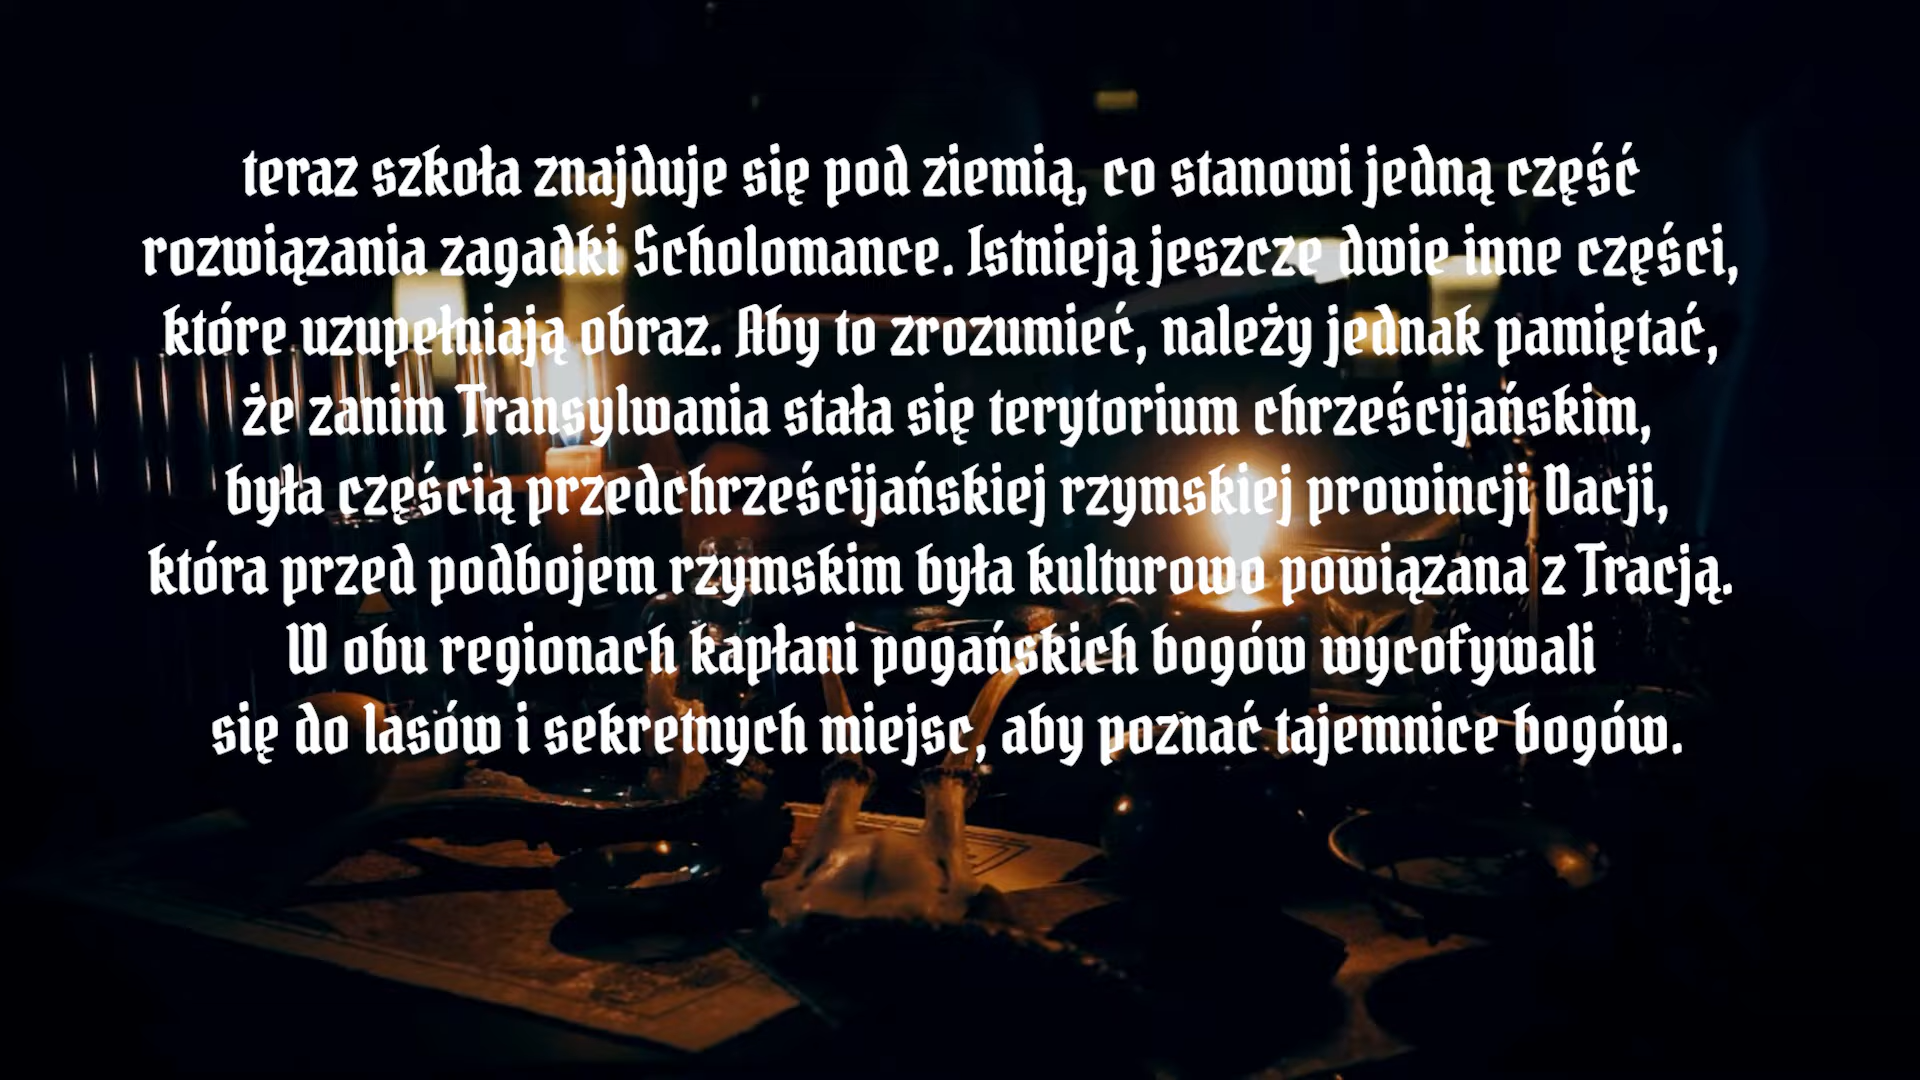 teraz szkoła znajduje się pod ziemią, co stanowi jedną część
rozwiązania zagadki Scholomance. Istnieją jeszcze dwie inne części,
które uzupełniają obraz. Aby to zrozumieć, należy jednak pamiętać,
że zanim Transylwania stała się terytorium chrześcijańskim,
była częścią przedchrześcijańskiej rzymskiej prowincji Dacji,
która przed podbojem rzymskim była kulturowo powiązana z Tracją.
W obu regionach kapłani pogańskich bogów wycofywali
się do lasów i sekretnych miejsc, aby poznać tajemnice bogów.